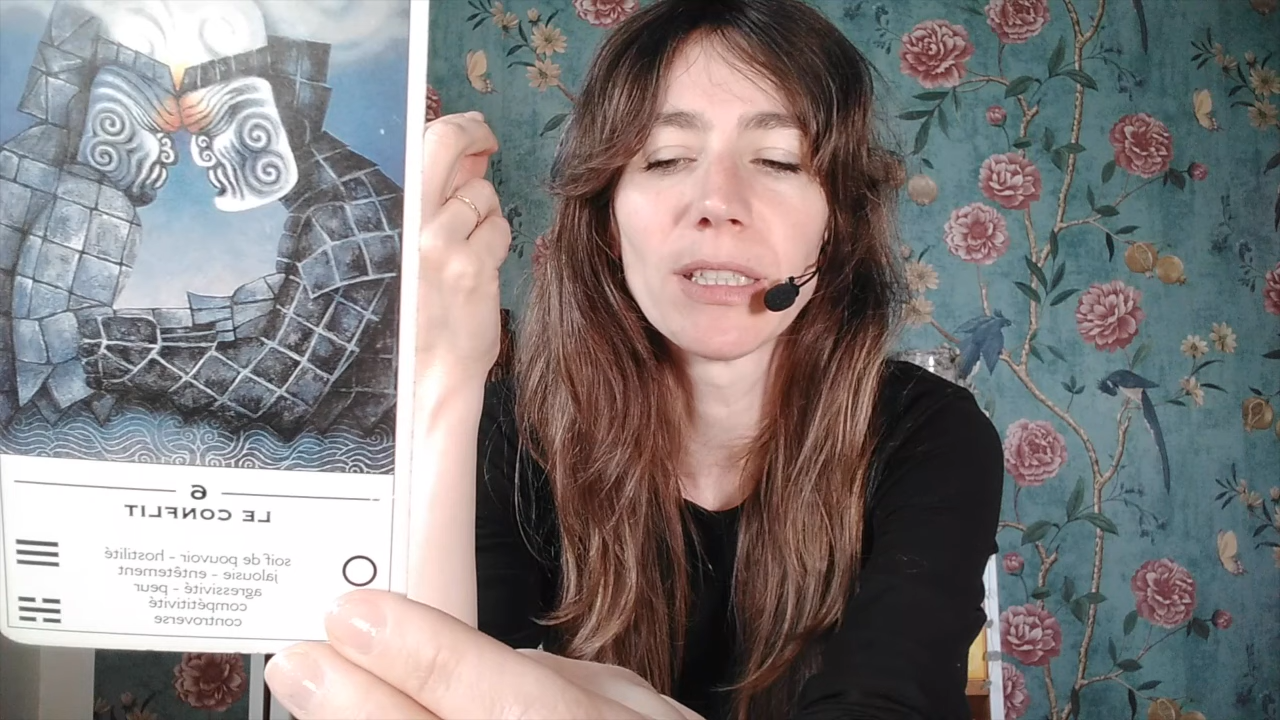 6
LE CONFLIT
soif de pouvoir - hostilité
jalousie - entêtement
agressivité - peur
compétitivité
controverse